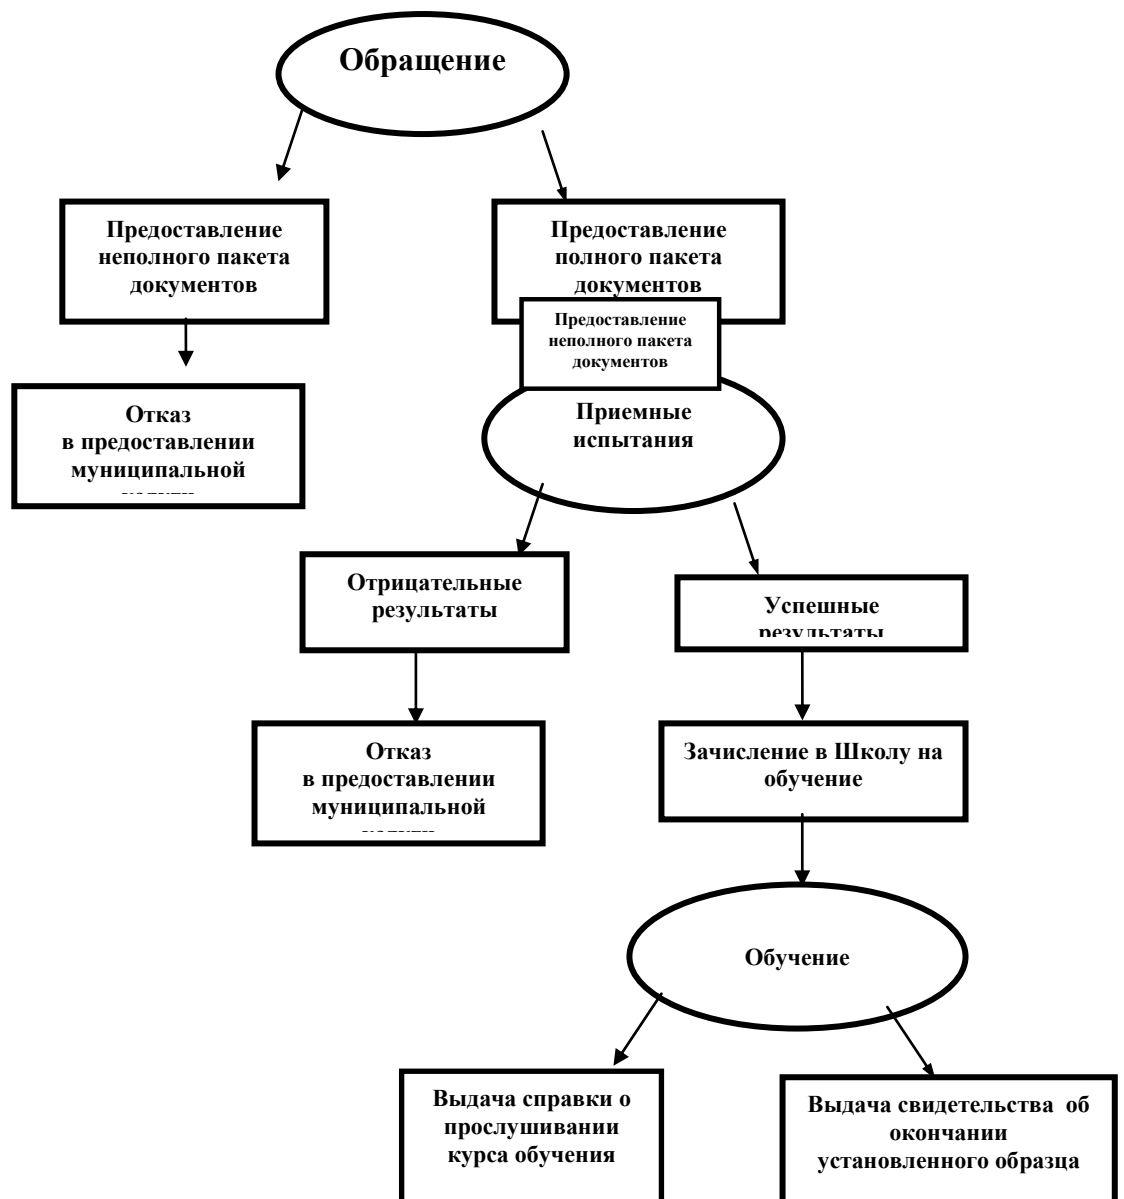 Обращение
Предоставление
неполного пакета
документов
Предоставление
полного пакета
документов
Предоставление
неполного пакета
документов
Отказ
в предоставлении
муниципальной
Приемные
испытания
Отрицательные
результаты
Успешные
результаты
Отказ
в предоставлении
муниципальной
Зачисление в Школу на
обучение
Обучение
Выдача справки о
прослушивании
курса обучения
Выдача свидетельства об
окончании
установленного образца